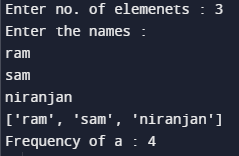 Enter no. of elemenets : 3
Enter the names :
ram
sam
niranjan
['ram', 'sam', 'niranjan']
Frequency of a : 4